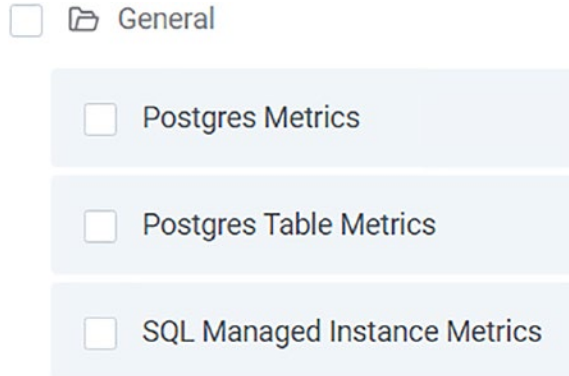 General
Postgres Metrics
Postgres Table Metrics
SQL Managed Instance Metrics